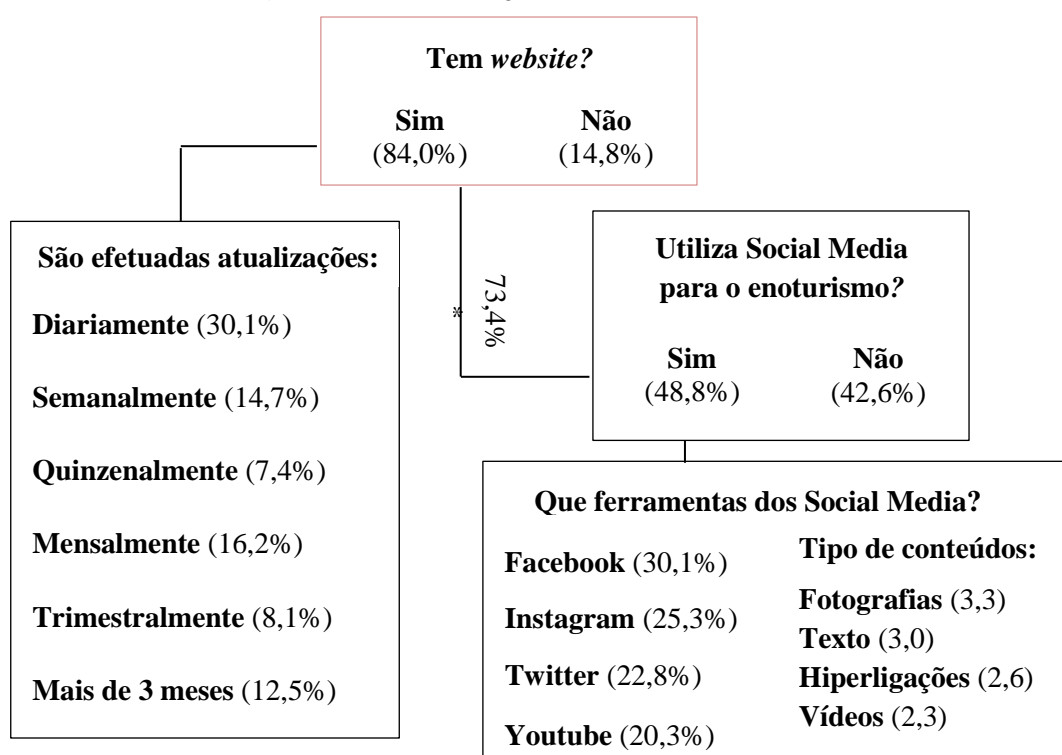 Tem website?
Sim Não
(84,0%) (14,8%)
São efetuadas atualizações:
Diariamente (30,1%)
Semanalmente (14,7%)
Quinzenalmente (7,4%)
Mensalmente (16,2%)
Trimestralmente (8,1%)
Mais de 3 meses (12,5%)
73,4%
*
Utiliza Social Media
para o enoturismo?
Sim Não
(48,8%) (42,6%)
Que ferramentas dos Social Media?
Facebook (30,1%)
Instagram (25,3%)
Twitter (22,8%)
Youtube (20,3%)
Tipo de conteúdos:
Fotografias (3,3)
Texto (3,0)
Hiperligações (2,6)
Vídeos (2,3)